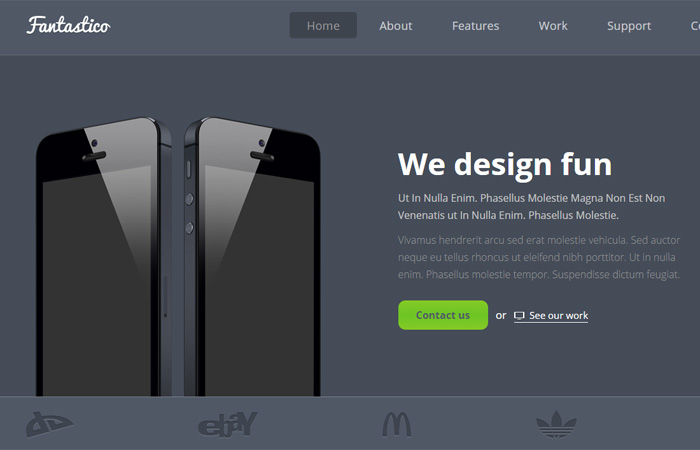 Fantastico
Home About Features Work Support
We design fun
Ut In Nulla Enim. Phasellus Molestie Magna Non Est Non
Venenatis ut In Nulla Enim. Phasellus Molestie.
Vivamus hendrerit arcu sed erat molestie vehicula. Sed auctor
neque eu tellus rhoncus ut eleifend nibh porttitor. Ut in nulla
enim. Phasellus molestie tempor. Suspendisse dictum feugiat.
Contact us or See our work
ebay